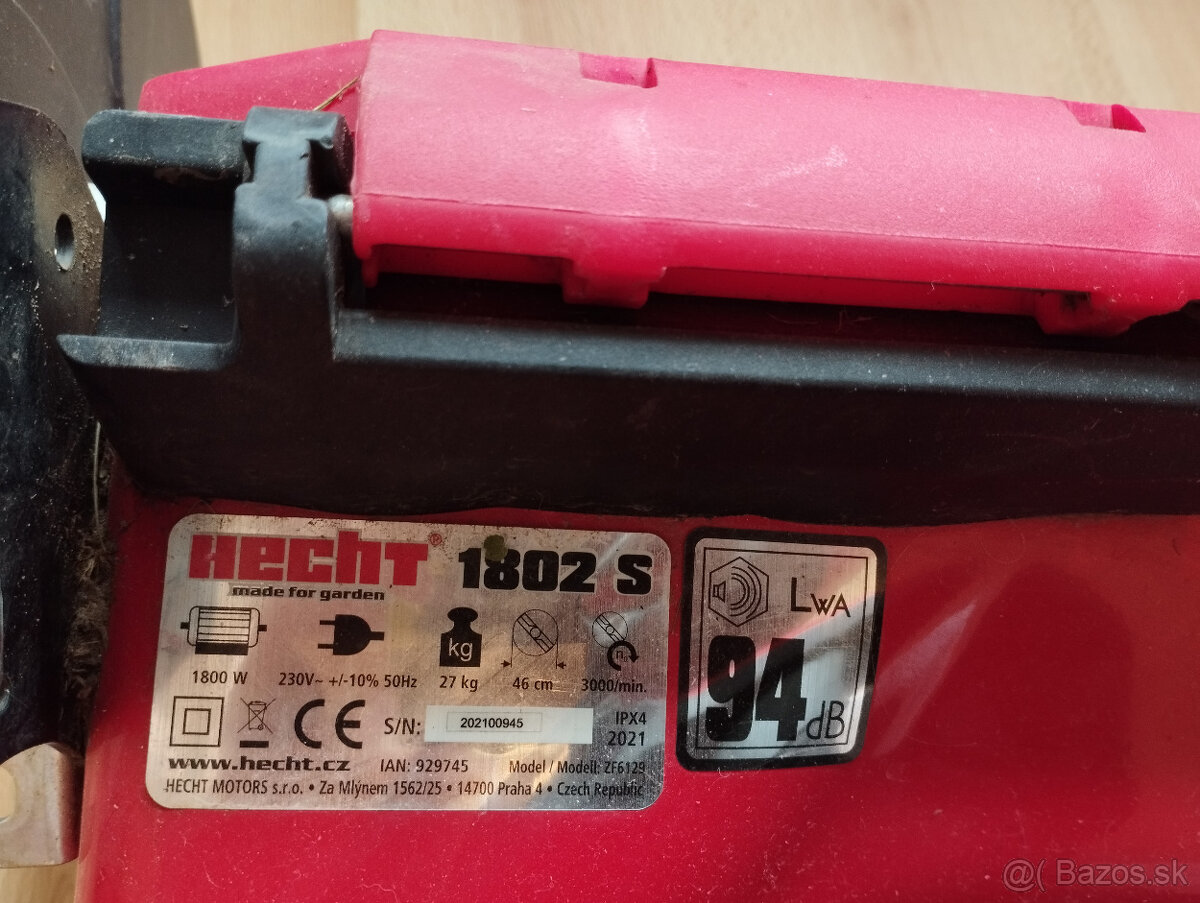 HECHT® 1802 S
made for garden
kg
n₀
1800 W 230V~ +/-10% 50Hz 27 kg 46 cm 3000/min.
CE S/N: 202100945 IPX4
2021
www.hecht.cz IAN: 929745 Model / Modell: ZF6129
HECHT MOTORS s.r.o. • Za Mlýnem 1562/25 • 14700 Praha 4 • Czech Republic
LWA
94 dB
@( Bazos.sk